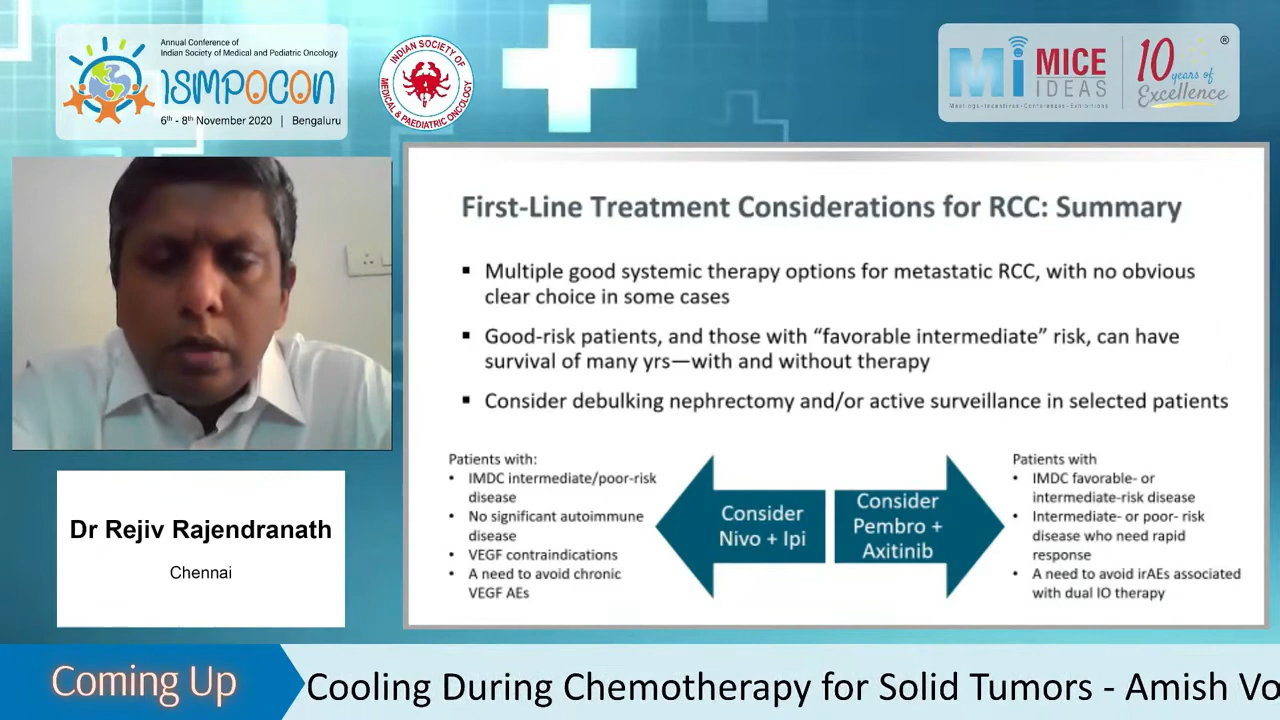 Annual Conference of
Indian Society of Medical and Pediatric Oncology
ISMPOCON
6th - 8th November 2020 | Bengaluru
INDIAN SOCIETY OF
MEDICAL & PAEDIATRIC ONCOLOGY
Mi MICE
IDEAS
Meetings • Incentives • Conferences • Exhibitions
10 years of
Excellence
®
First-Line Treatment Considerations for RCC: Summary
▪ Multiple good systemic therapy options for metastatic RCC, with no obvious
clear choice in some cases
▪ Good-risk patients, and those with “favorable intermediate” risk, can have
survival of many yrs—with and without therapy
▪ Consider debulking nephrectomy and/or active surveillance in selected patients
Patients with:
• IMDC intermediate/poor-risk
disease
• No significant autoimmune
disease
• VEGF contraindications
• A need to avoid chronic
VEGF AEs
Consider
Nivo + Ipi
Consider
Pembro +
Axitinib
Patients with
• IMDC favorable- or
intermediate-risk disease
• Intermediate- or poor- risk
disease who need rapid
response
• A need to avoid irAEs associated
with dual IO therapy
Dr Rejiv Rajendranath
Chennai
Coming Up
Cooling During Chemotherapy for Solid Tumors - Amish Vo